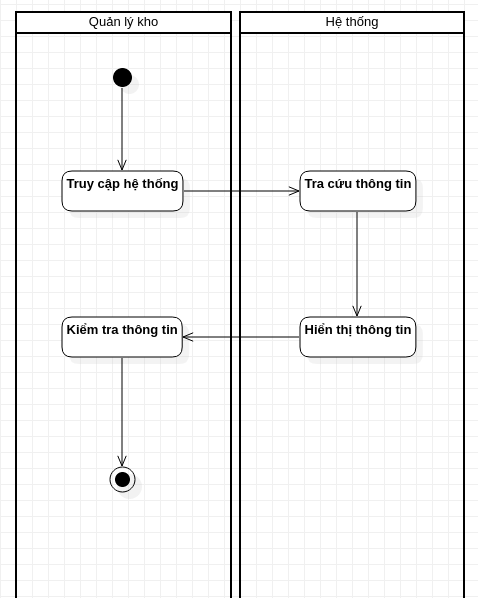 Quản lý kho
Hệ thống
Truy cập hệ thống
Tra cứu thông tin
Kiểm tra thông tin
Hiển thị thông tin